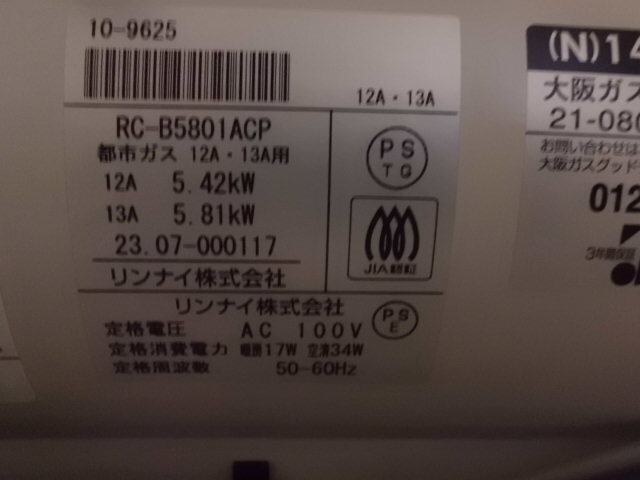 10-9625
12A・13A
RC-B5801ACP
都市ガス 12A・13A用
12A 5.42kW
13A 5.81kW
23.07-000117
リンナイ株式会社
PS
TG
JIA認証
リンナイ株式会社
定格電圧 AC 100V
定格消費電力 暖房17W 空清34W
定格周波数 50-60Hz
PS
E
(N)14
大阪ガス
21-080
お問い合わせは
大阪ガスグッド
012
3年間保証